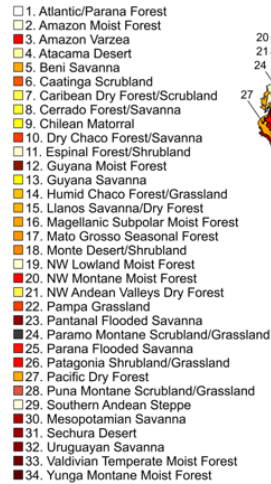 1. Atlantic/Parana Forest
2. Amazon Moist Forest
3. Amazon Varzea
4. Atacama Desert
5. Beni Savanna
6. Caatinga Scrubland
7. Caribean Dry Forest/Scrubland
8. Cerrado Forest/Savanna
9. Chilean Matorral
10. Dry Chaco Forest/Savanna
11. Espinal Forest/Shrubland
12. Guyana Moist Forest
13. Guyana Savanna
14. Humid Chaco Forest/Grassland
15. Llanos Savanna/Dry Forest
16. Magellanic Subpolar Moist Forest
17. Mato Grosso Seasonal Forest
18. Monte Desert/Shrubland
19. NW Lowland Moist Forest
20. NW Montane Moist Forest
21. NW Andean Valleys Dry Forest
22. Pampa Grassland
23. Pantanal Flooded Savanna
24. Paramo Montane Scrubland/Grassland
25. Parana Flooded Savanna
26. Patagonia Shrubland/Grassland
27. Pacific Dry Forest
28. Puna Montane Scrubland/Grassland
29. Southern Andean Steppe
30. Mesopotamian Savanna
31. Sechura Desert
32. Uruguayan Savanna
33. Valdivian Temperate Moist Forest
34. Yunga Montane Moist Forest
20
21
24
27